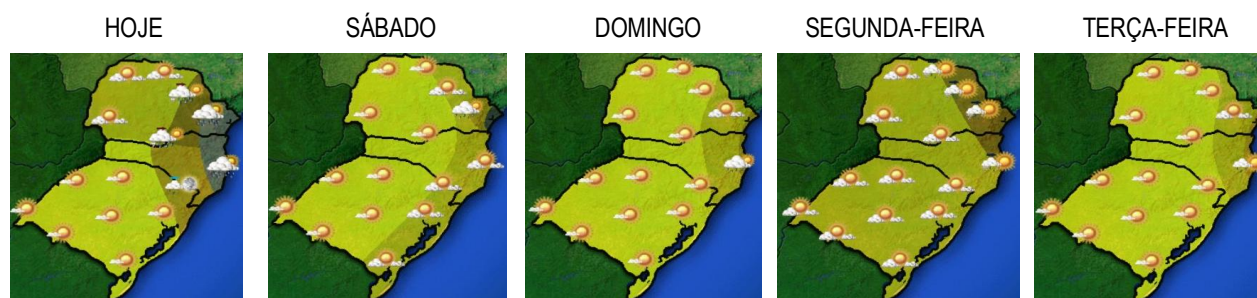 HOJE
SÁBADO
DOMINGO
SEGUNDA-FEIRA
TERÇA-FEIRA